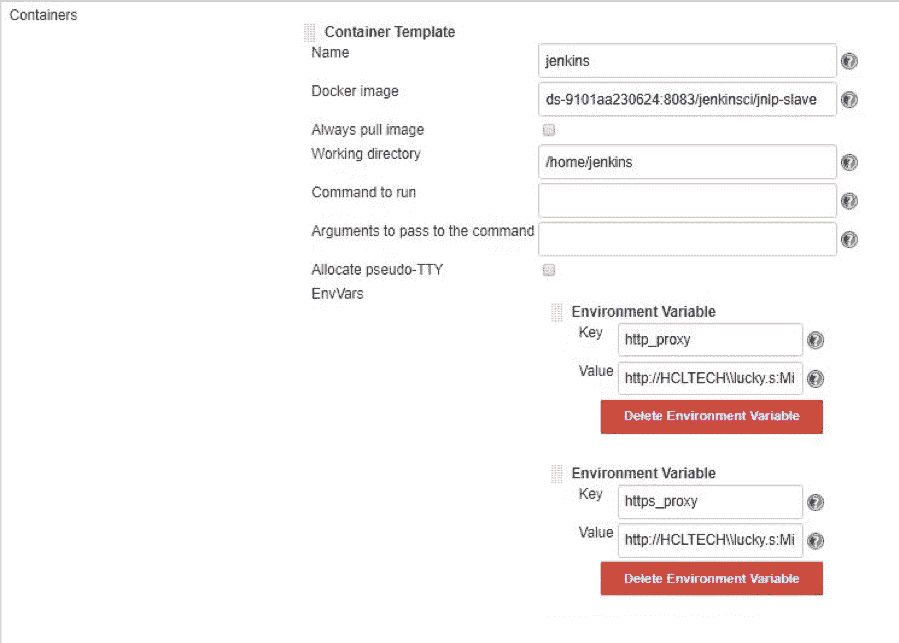 Containers
Container Template
Name
jenkins
Docker image
ds-9101aa230624:8083/jenkinsci/jnlp-slave
Always pull image
Working directory
/home/jenkins
Command to run
Arguments to pass to the command
Allocate pseudo-TTY
EnvVars
Environment Variable
Key
http_proxy
Value
http://HCLTECH\\lucky.s:Mi
Delete Environment Variable
Environment Variable
Key
https_proxy
Value
http://HCLTECH\\lucky.s:Mi
Delete Environment Variable